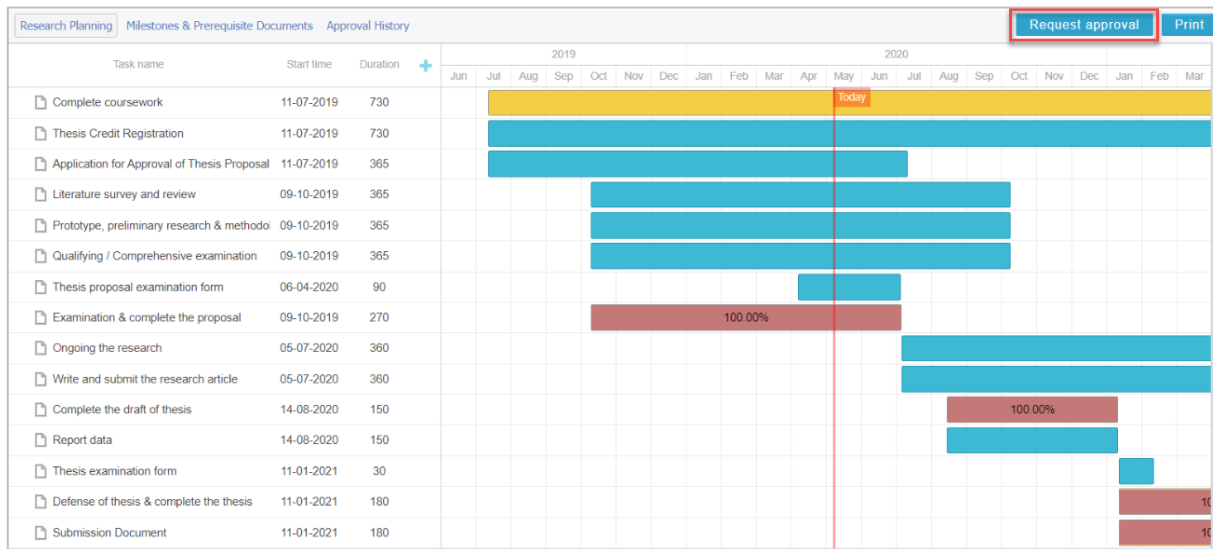 Research Planning Milestones & Prerequisite Documents Approval History Request approval Print
2019 2020
Task name Start time Duration + Jun Jul Aug Sep Oct Nov Dec Jan Feb Mar Apr May Jun Jul Aug Sep Oct Nov Dec Jan Feb Mar
Today
Complete coursework 11-07-2019 730
Thesis Credit Registration 11-07-2019 730
Application for Approval of Thesis Proposal 11-07-2019 365
Literature survey and review 09-10-2019 365
Prototype, preliminary research & methodol 09-10-2019 365
Qualifying / Comprehensive examination 09-10-2019 365
Thesis proposal examination form 06-04-2020 90
Examination & complete the proposal 09-10-2019 270 100.00%
Ongoing the research 05-07-2020 360
Write and submit the research article 05-07-2020 360
Complete the draft of thesis 14-08-2020 150 100.00%
Report data 14-08-2020 150
Thesis examination form 11-01-2021 30
Defense of thesis & complete the thesis 11-01-2021 180 10
Submission Document 11-01-2021 180 10